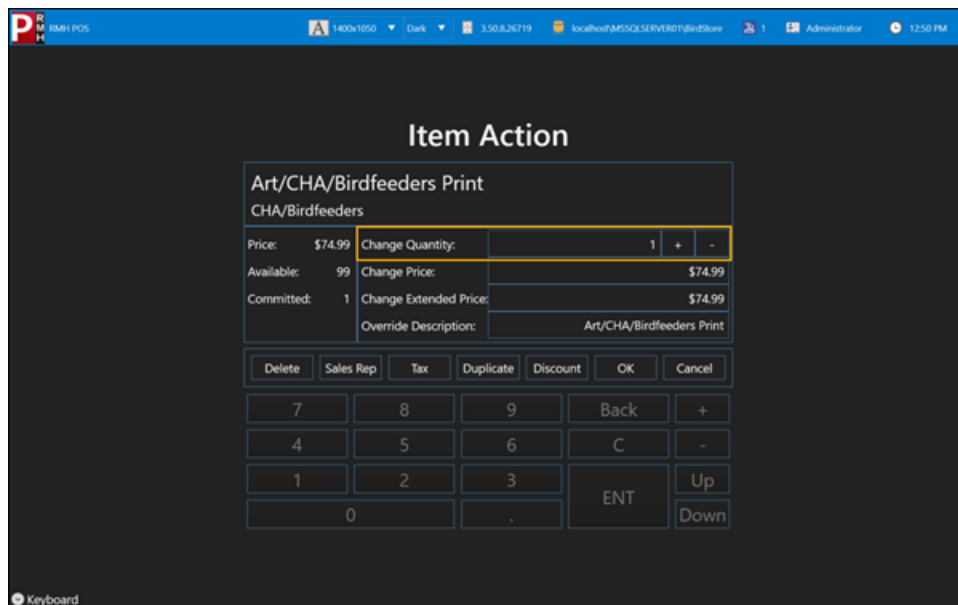 P RMH RMH POS A 1400x1050 Dark 3.50.8.26719 localhost\MSSQLSERVER01\BirdStore 1 Administrator 12:50 PM
Item Action
Art/CHA/Birdfeeders Print
CHA/Birdfeeders
Price: $74.99 Change Quantity: 1 + -
Available: 99 Change Price: $74.99
Committed: 1 Change Extended Price: $74.99
Override Description: Art/CHA/Birdfeeders Print
Delete Sales Rep Tax Duplicate Discount OK Cancel
7 8 9 Back +
4 5 6 C -
1 2 3 ENT Up
0 . Down
Keyboard